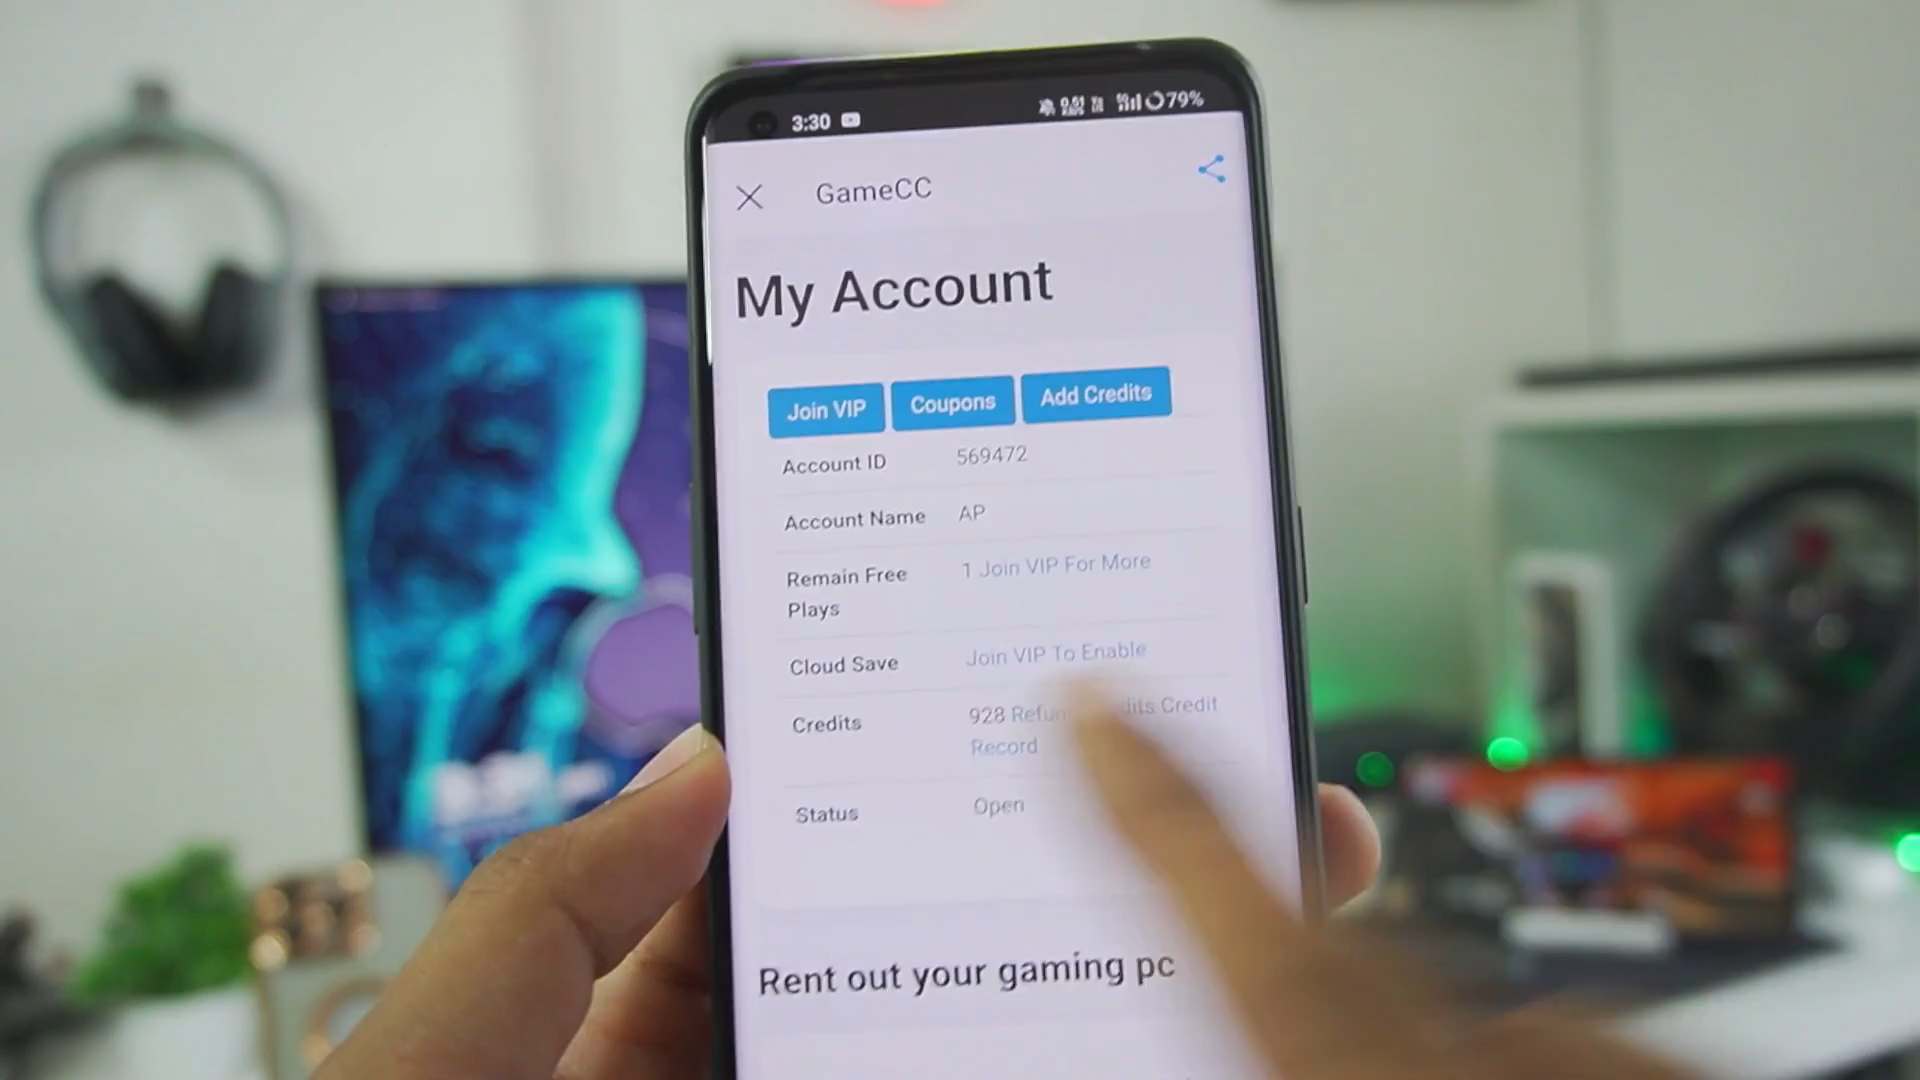 3:30
79%
GameCC
My Account
Join VIP
Coupons
Add Credits
Account ID
569472
Account Name
AP
Remain Free
Plays
1 Join VIP For More
Cloud Save
Join VIP To Enable
Credits
928 Credit
Record
Status
Open
Rent out your gaming pc